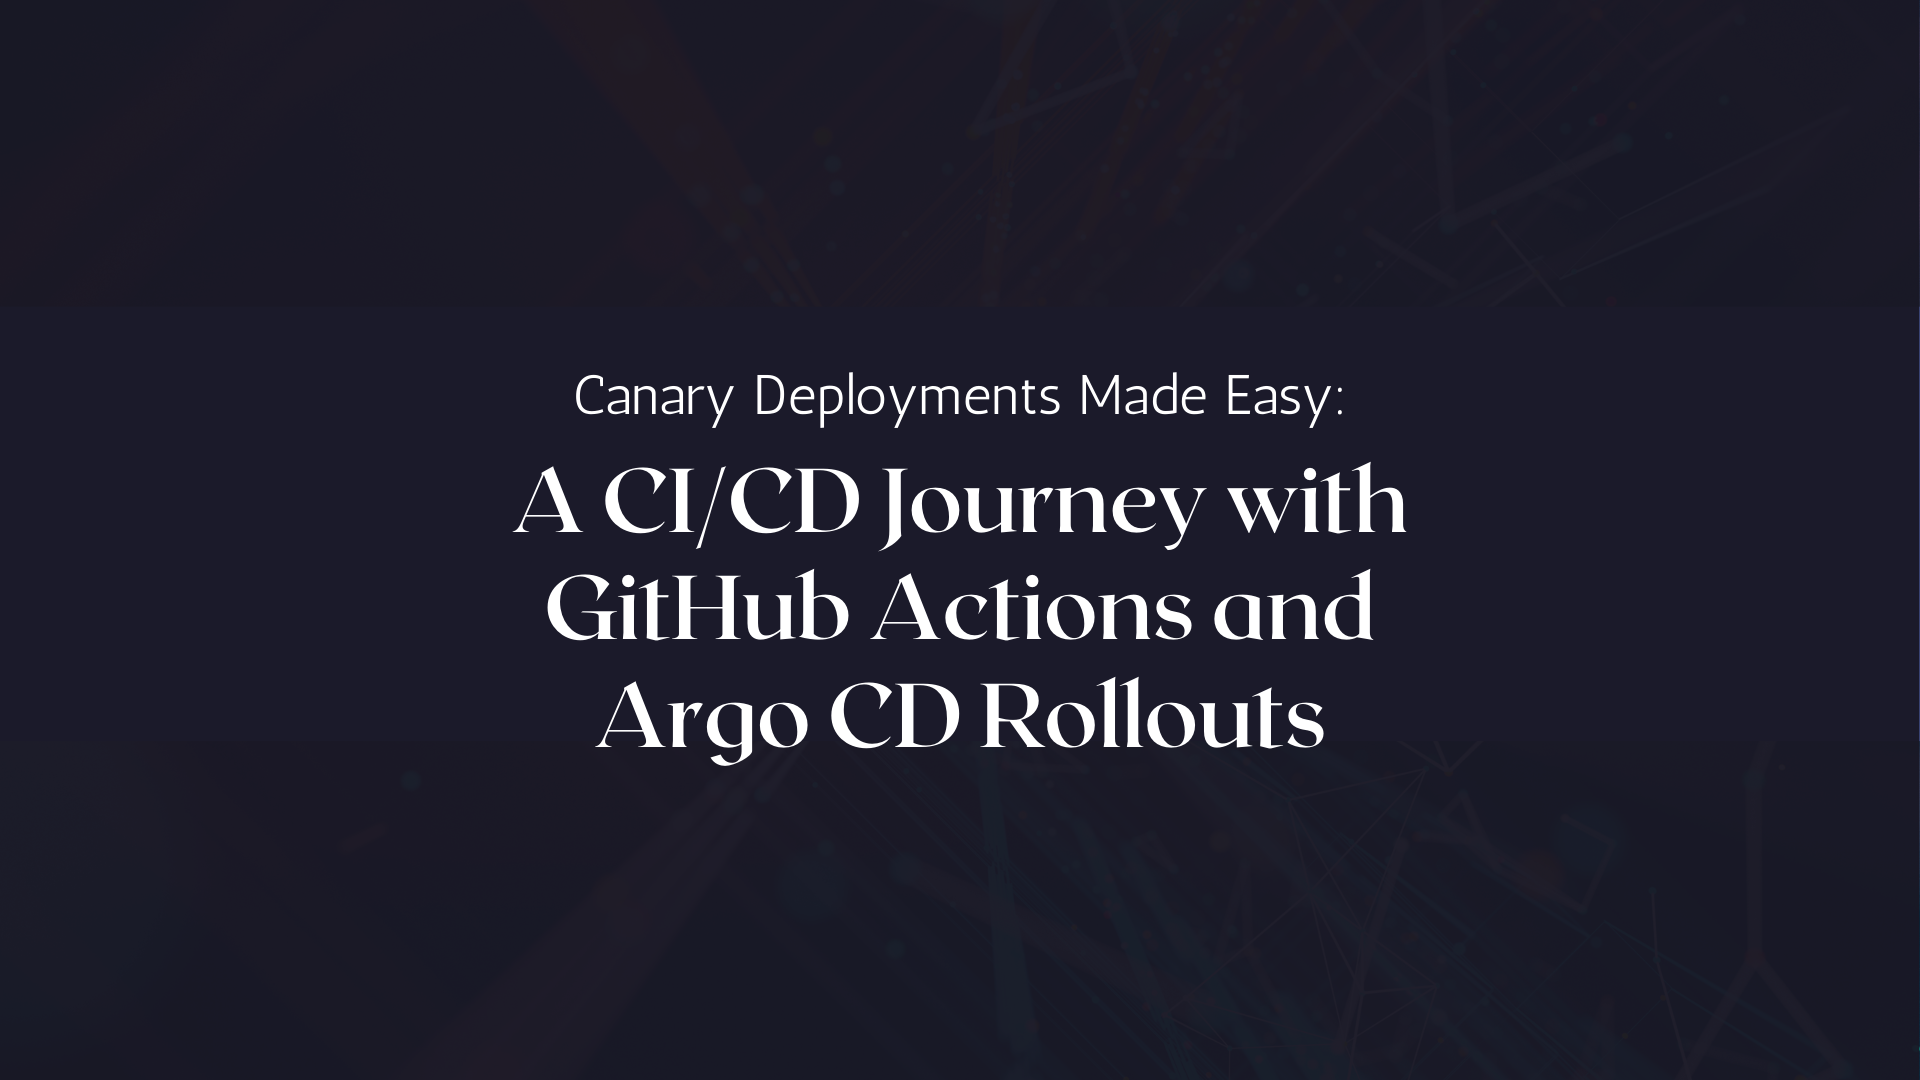 Canary Deployments Made Easy:
A CI/CD Journey with
GitHub Actions and
Argo CD Rollouts